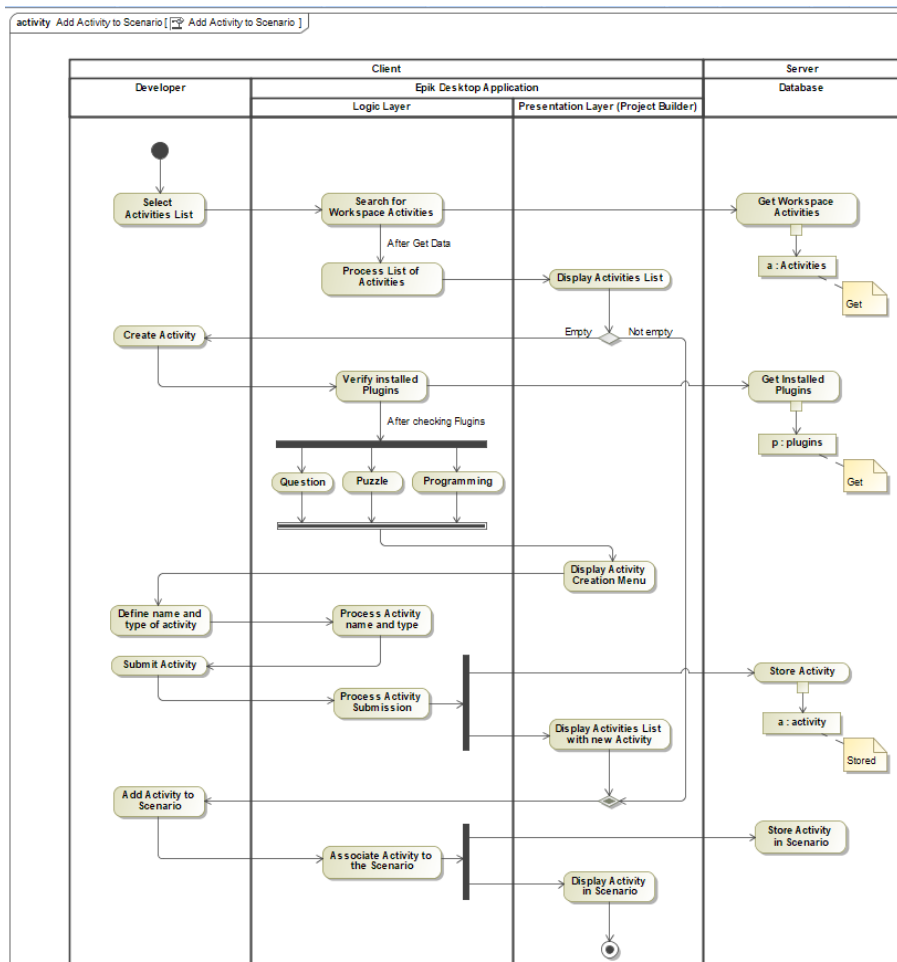 activity Add Activity to Scenario [ Add Activity to Scenario ]
Client
Server
Developer
Epik Desktop Application
Database
Logic Layer
Presentation Layer (Project Builder)
Select
Activities List
Search for
Workspace Activities
Get Workspace
Activities
After Get Data
Process List of
Activities
Display Activities List
a : Activities
Get
Create Activity
Empty
Not empty
Verify installed
Plugins
Get Installed
Plugins
After checking Plugins
p : plugins
Question
Puzzle
Programming
Get
Display Activity
Creation Menu
Define name and
type of activity
Process Activity
name and type
Submit Activity
Store Activity
Process Activity
Submission
Display Activities List
with new Activity
a : activity
Stored
Add Activity to
Scenario
Store Activity
in Scenario
Associate Activity to
the Scenario
Display Activity
in Scenario